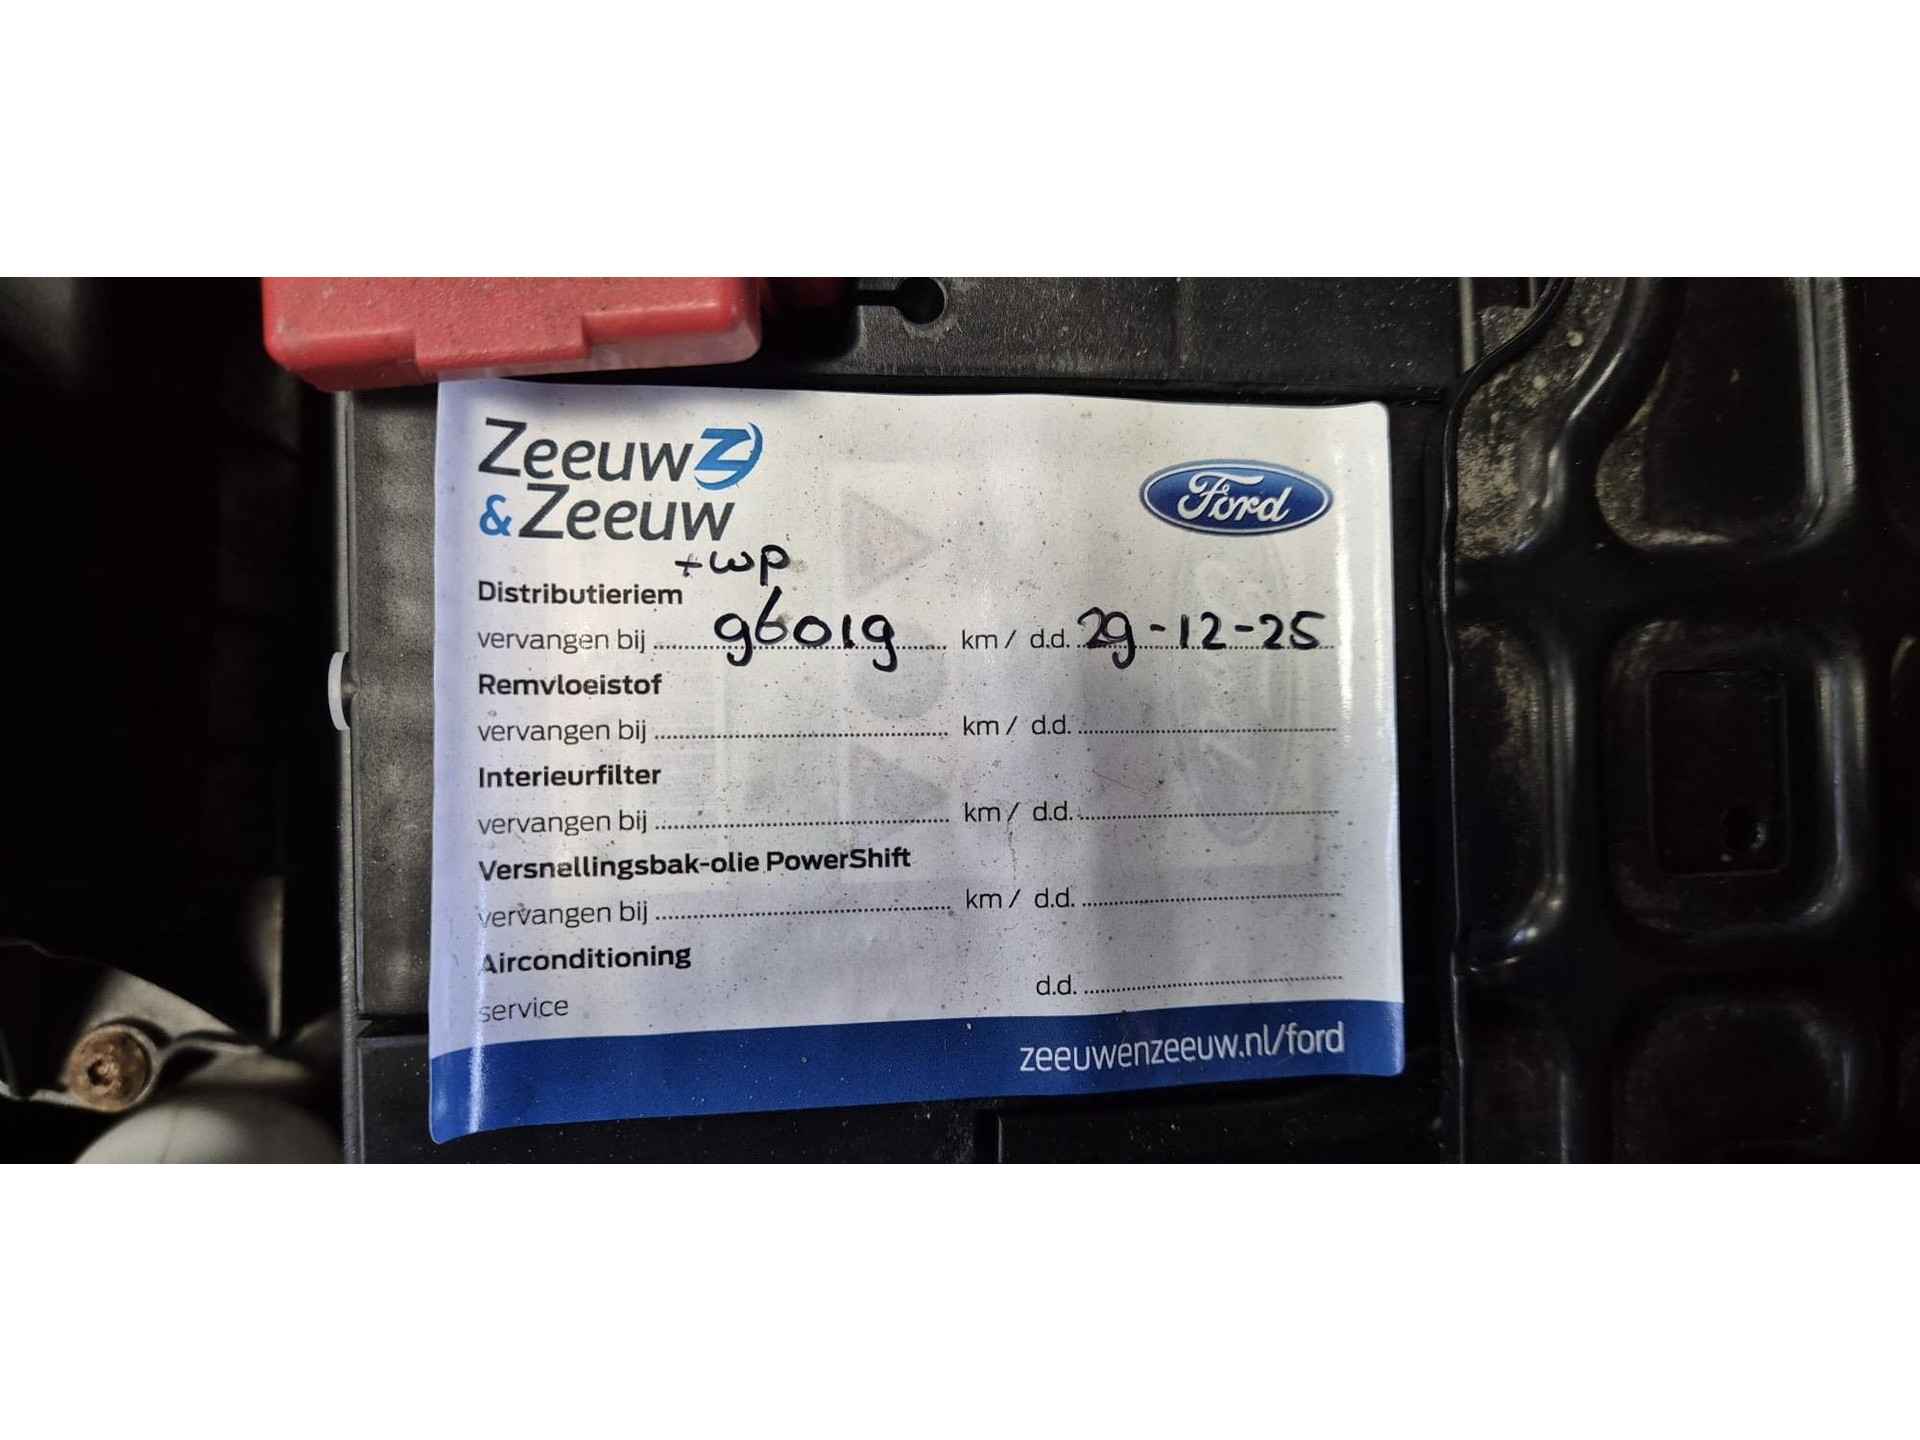 Zeeuw
& Zeeuw
Ford
+wp
Distributieriem
vervangen bij 96019 km / d.d. 29-12-25
Remvloeistof
vervangen bij km / d.d.
Interieurfilter
vervangen bij km / d.d.
Versnellingsbak-olie PowerShift
vervangen bij km / d.d.
Airconditioning
service d.d.
zeeuwenzeeuw.nl/ford